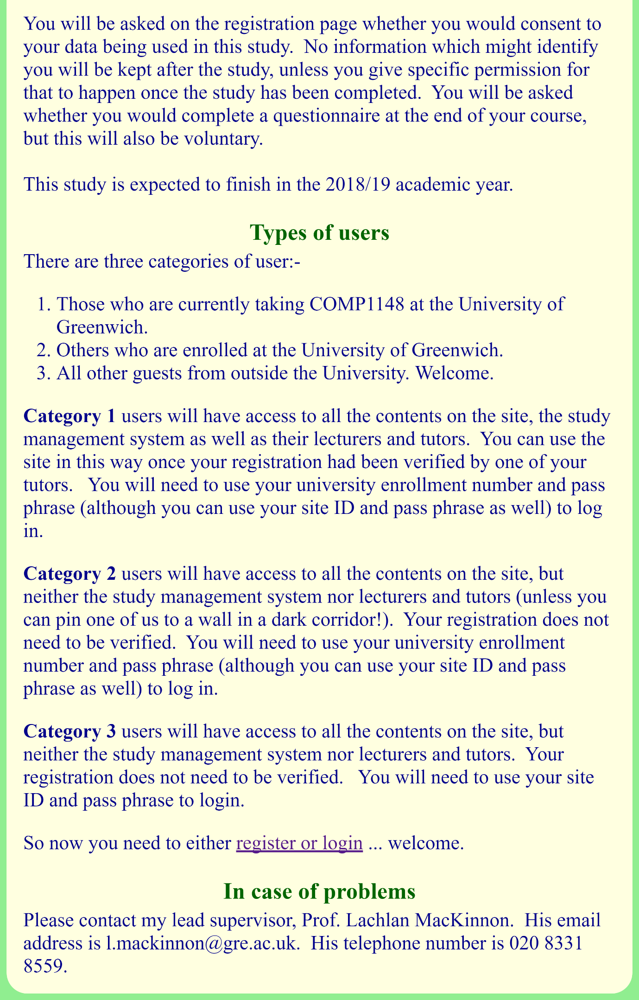 You will be asked on the registration page whether you would consent to
your data being used in this study.  No information which might identify
you will be kept after the study, unless you give specific permission for
that to happen once the study has been completed.  You will be asked
whether you would complete a questionnaire at the end of your course,
but this will also be voluntary.
This study is expected to finish in the 2018/19 academic year.
Types of users
There are three categories of user:-
1. Those who are currently taking COMP1148 at the University of
Greenwich.
2. Others who are enrolled at the University of Greenwich.
3. All other guests from outside the University. Welcome.
Category 1 users will have access to all the contents on the site, the study
management system as well as their lecturers and tutors.  You can use the
site in this way once your registration had been verified by one of your
tutors.   You will need to use your university enrollment number and pass
phrase (although you can use your site ID and pass phrase as well) to log
in.
Category 2 users will have access to all the contents on the site, but
neither the study management system nor lecturers and tutors (unless you
can pin one of us to a wall in a dark corridor!).  Your registration does not
need to be verified.  You will need to use your university enrollment
number and pass phrase (although you can use your site ID and pass
phrase as well) to log in.
Category 3 users will have access to all the contents on the site, but
neither the study management system nor lecturers and tutors.  Your
registration does not need to be verified.   You will need to use your site
ID and pass phrase to login.
So now you need to either register or login ... welcome.
In case of problems
Please contact my lead supervisor, Prof. Lachlan MacKinnon.  His email
address is l.mackinnon@gre.ac.uk.  His telephone number is 020 8331
8559.